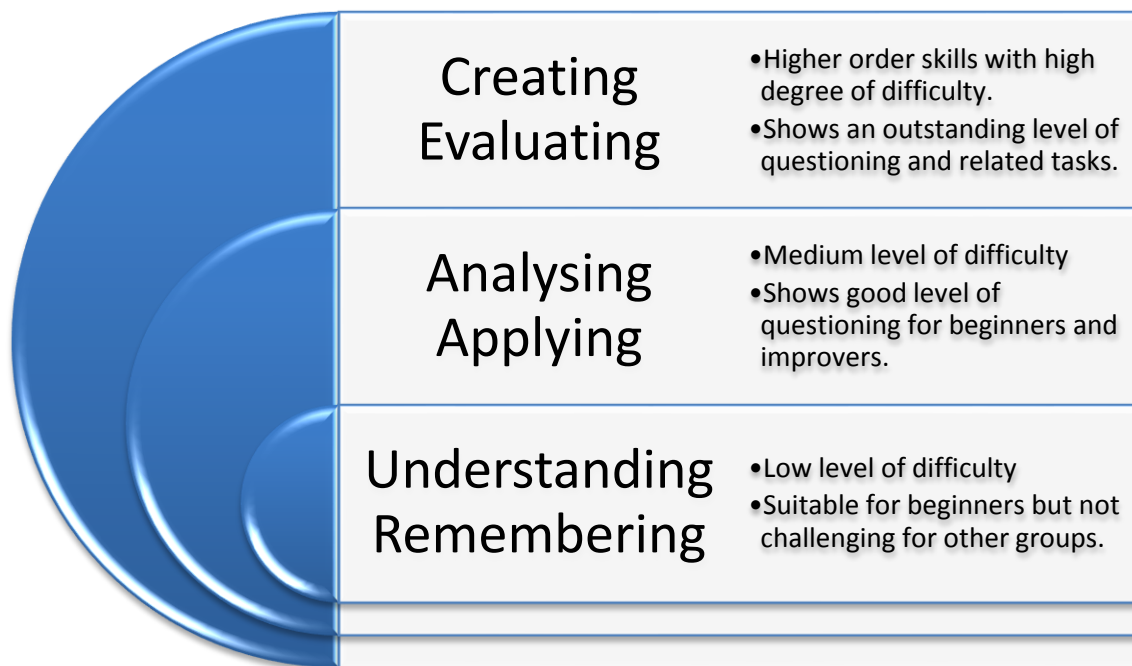 Creating
Evaluating
•Higher order skills with high
degree of difficulty.
•Shows an outstanding level of
questioning and related tasks.
Analysing
Applying
•Medium level of difficulty
•Shows good level of
questioning for beginners and
improvers.
Understanding
Remembering
•Low level of difficulty
•Suitable for beginners but not
challenging for other groups.